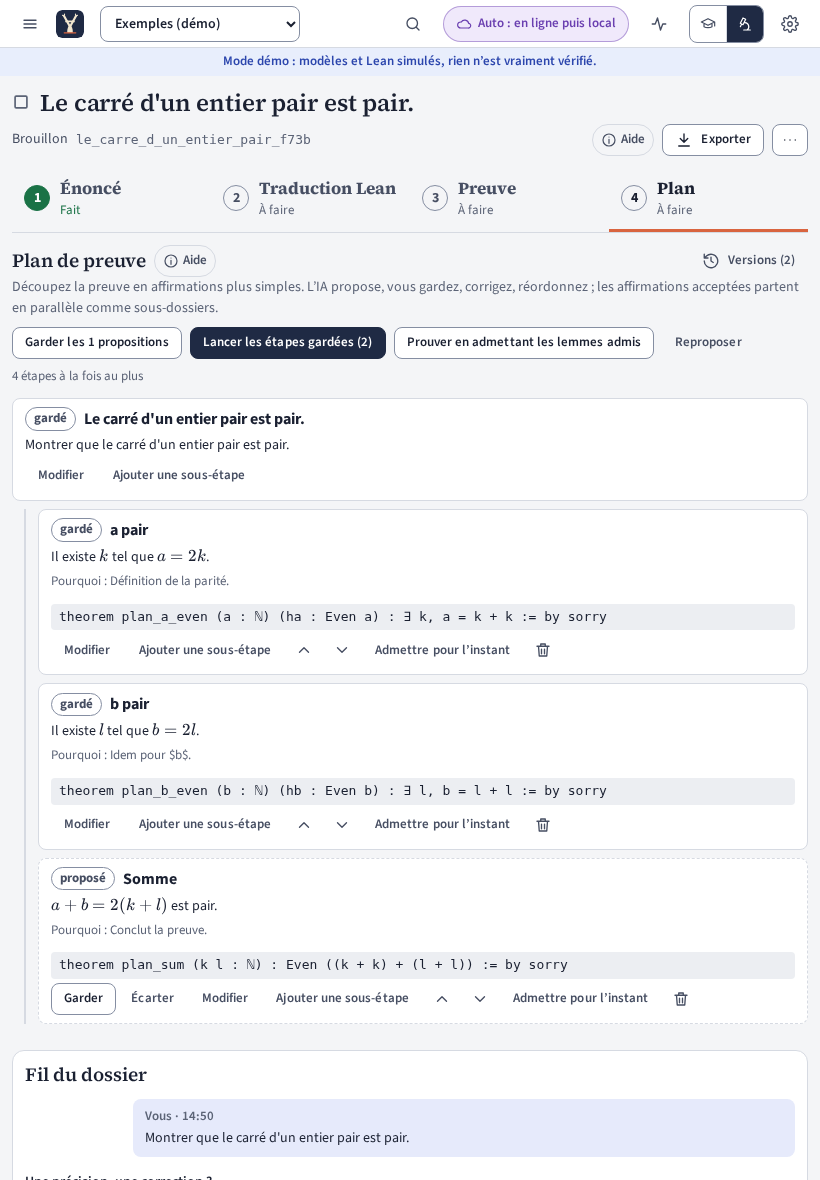 Exemples (démo)
Auto : en ligne puis local
Mode démo : modèles et Lean simulés, rien n’est vraiment vérifié.
Le carré d'un entier pair est pair.
Brouillon le_carre_d_un_entier_pair_f73b
Aide
Exporter
···
1 Énoncé
Fait
2 Traduction Lean
À faire
3 Preuve
À faire
4 Plan
À faire
Plan de preuve
Aide
Versions (2)
Découpez la preuve en affirmations plus simples. L’IA propose, vous gardez, corrigez, réordonnez ; les affirmations acceptées partent
en parallèle comme sous-dossiers.
Garder les 1 propositions
Lancer les étapes gardées (2)
Prouver en admettant les lemmes admis
Reproposer
4 étapes à la fois au plus
gardé Le carré d'un entier pair est pair.
Montrer que le carré d'un entier pair est pair.
Modifier Ajouter une sous-étape
gardé a pair
Il existe k tel que a = 2k.
Pourquoi : Définition de la parité.
theorem plan_a_even (a : ℕ) (ha : Even a) : ∃ k, a = k + k := by sorry
Modifier Ajouter une sous-étape Admettre pour l’instant
gardé b pair
Il existe l tel que b = 2l.
Pourquoi : Idem pour $b$.
theorem plan_b_even (b : ℕ) (hb : Even b) : ∃ l, b = l + l := by sorry
Modifier Ajouter une sous-étape Admettre pour l’instant
proposé Somme
a + b = 2(k + l) est pair.
Pourquoi : Conclut la preuve.
theorem plan_sum (k l : ℕ) : Even ((k + k) + (l + l)) := by sorry
Garder Écarter Modifier Ajouter une sous-étape Admettre pour l’instant
Fil du dossier
Vous · 14:50
Montrer que le carré d'un entier pair est pair.
Une précision, une correction ?